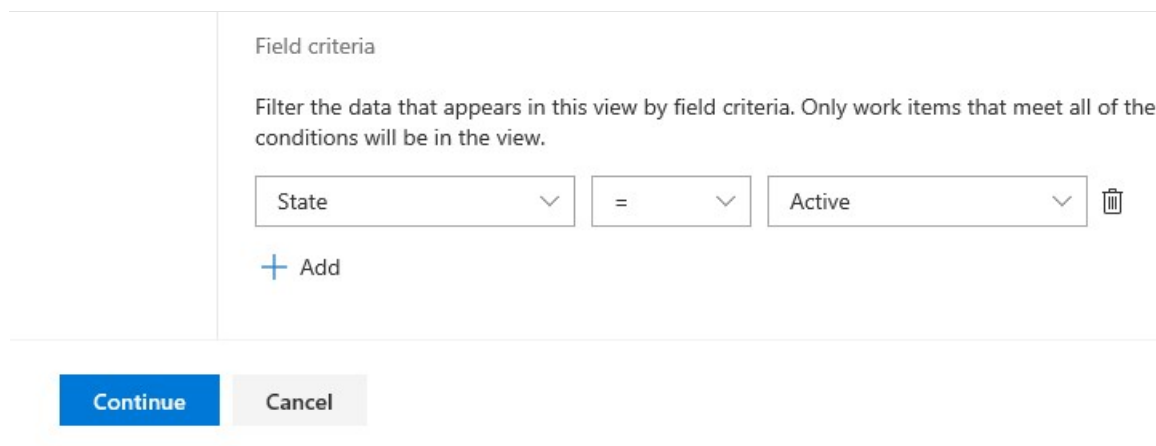 Field criteria
Filter the data that appears in this view by field criteria. Only work items that meet all of the
conditions will be in the view.
State = Active
Add
Continue Cancel